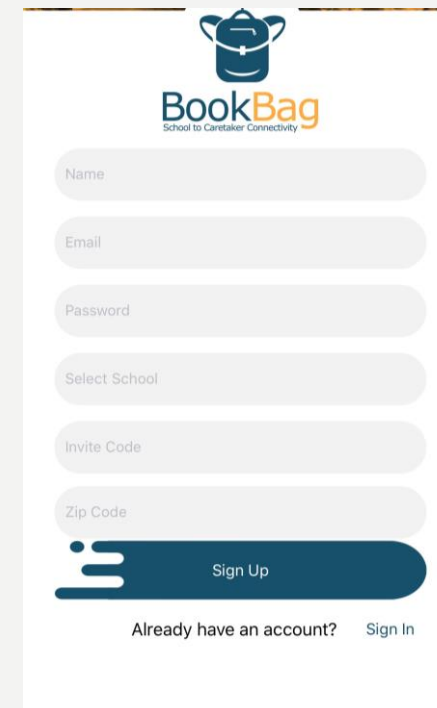 BookBag
School to Caretaker Connectivity
Name
Email
Password
Select School
Invite Code
Zip Code
Sign Up
Already have an account? Sign In